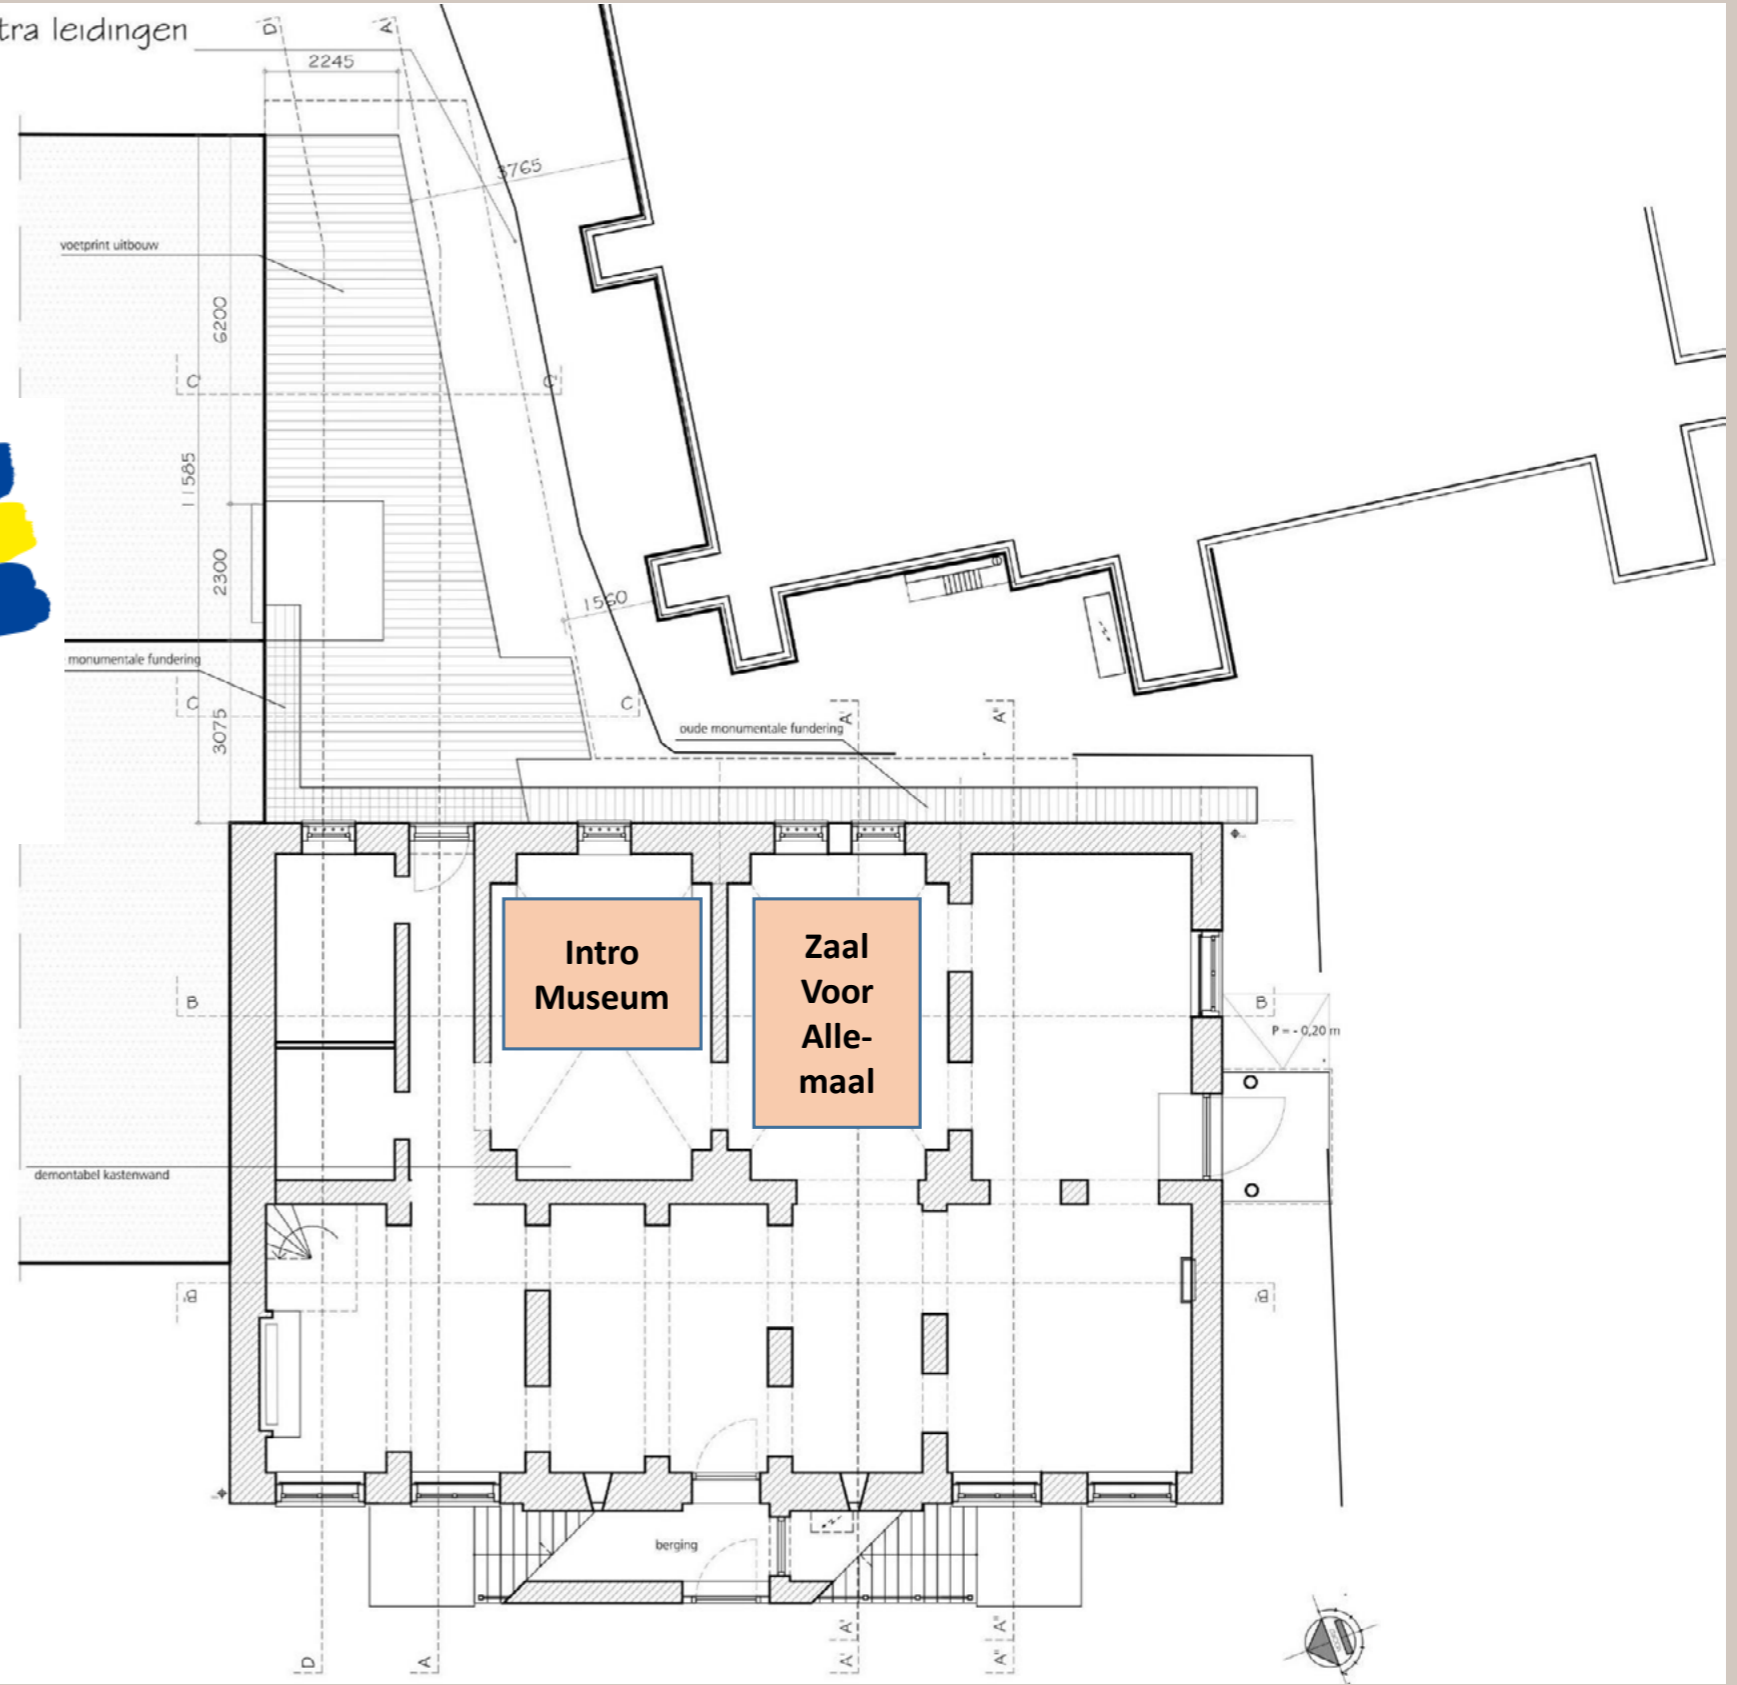 tra leidingen
D'
A'
2245
3765
voetprint uitbouw
6200
C'
C'
11585
2300
1560
monumentale fundering
C
C
3075
oude monumentale fundering
A'
A"
Intro
Museum
Zaal
Voor
Alle-
maal
B
B
P = - 0,20 m
demontabel kastenwand
B'
B'
berging
D
A
A'
A'
A"
A"